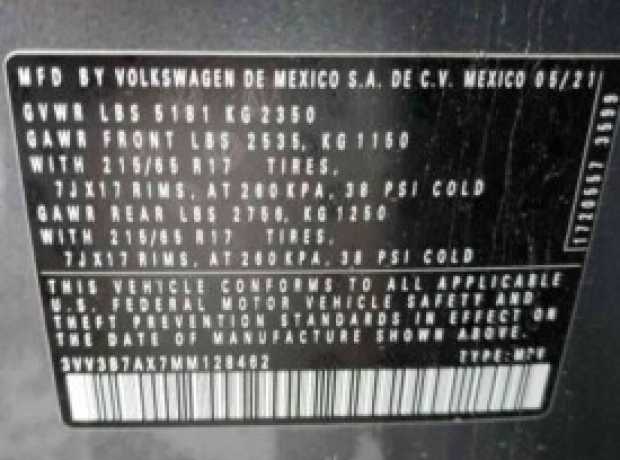 MFD BY VOLKSWAGEN DE MEXICO S.A. DE C.V. MEXICO 05/21
GVWR LBS 5181 KG 2350
GAWR FRONT LBS 2535, KG 1150
WITH 215/65 R17 TIRES,
7JX17 RIMS, AT 260 KPA, 38 PSI COLD
GAWR REAR LBS 2756, KG 1250
WITH 215/65 R17 TIRES,
7JX17 RIMS, AT 260 KPA, 38 PSI COLD
1720557 3599
THIS VEHICLE CONFORMS TO ALL APPLICABLE
U.S. FEDERAL MOTOR VEHICLE SAFETY AND
THEFT PREVENTION STANDARDS IN EFFECT ON
THE DATE OF MANUFACTURE SHOWN ABOVE.
3VV3B7AX7MM128462 TYPE: MPV